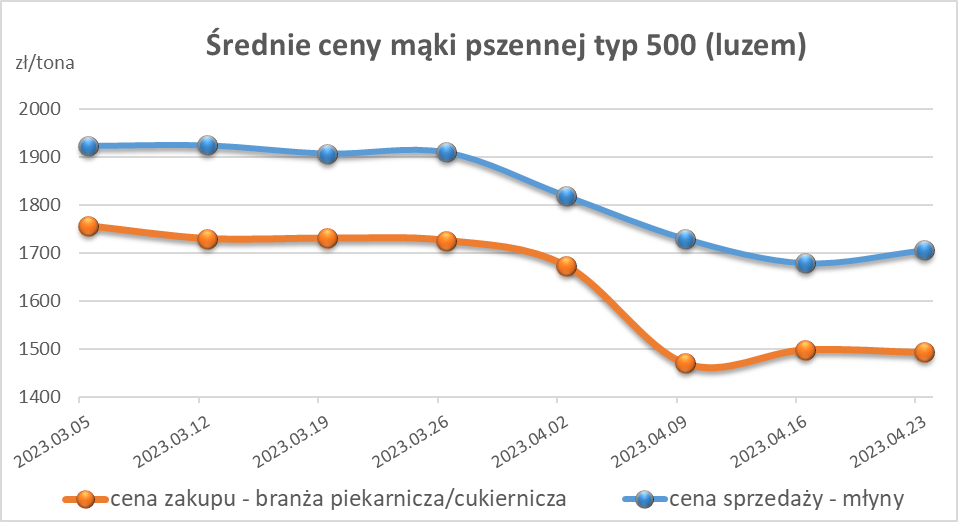 Średnie ceny mąki pszennej typ 500 (luzem)
zł/tona
2000
1900
1800
1700
1600
1500
1400
2023.03.05 2023.03.12 2023.03.19 2023.03.26 2023.04.02 2023.04.09 2023.04.16 2023.04.23
cena zakupu - branża piekarnicza/cukiernicza cena sprzedaży - młyny